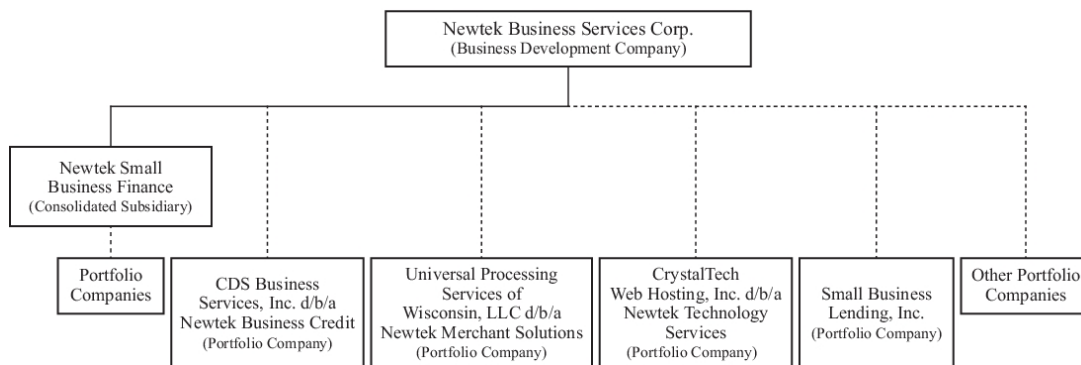 Newtek Business Services Corp.
(Business Development Company)
Newtek Small
Business Finance
(Consolidated Subsidiary)
Portfolio
Companies
CDS Business
Services, Inc. d/b/a
Newtek Business Credit
(Portfolio Company)
Universal Processing
Services of
Wisconsin, LLC d/b/a
Newtek Merchant Solutions
(Portfolio Company)
CrystalTech
Web Hosting, Inc. d/b/a
Newtek Technology
Services
(Portfolio Company)
Small Business
Lending, Inc.
(Portfolio Company)
Other Portfolio
Companies